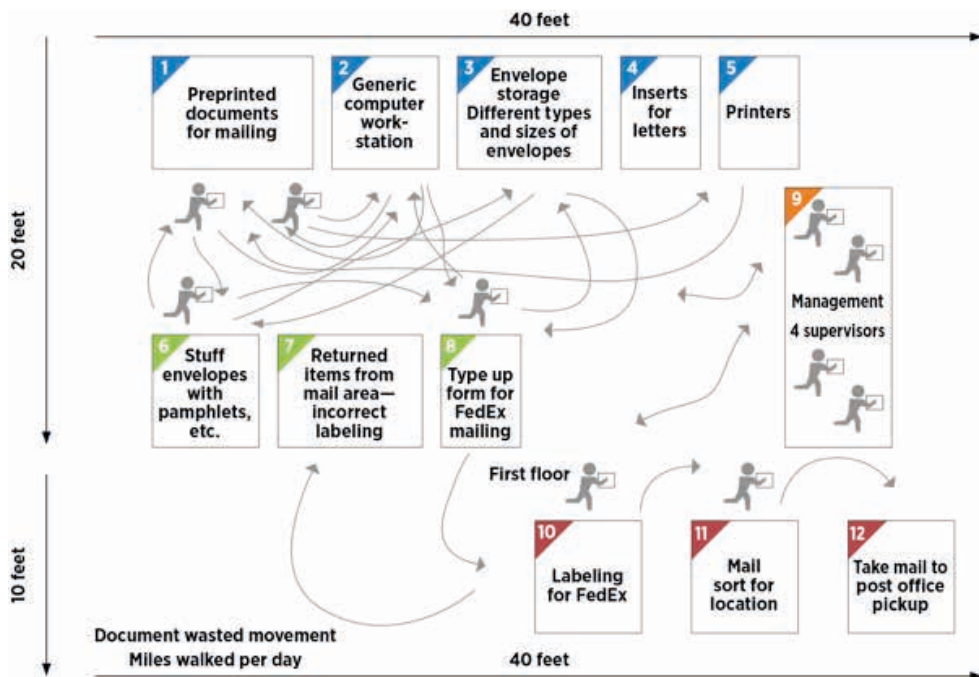 40 feet
20 feet
1
Preprinted
documents
for mailing
2
Generic
computer
work-
station
3
Envelope
storage
Different types
and sizes of
envelopes
4
Inserts for
letters
5
Printers
9
Management
4 supervisors
6
Stuff
envelopes
with
pamphlets,
etc.
7
Returned
items from
mail area—
incorrect
labeling
8
Type up
form for
FedEx
mailing
10 feet
First floor
10
Labeling
for FedEx
11
Mail
sort for
location
12
Take mail to
post office
pickup
Document wasted movement
Miles walked per day
40 feet